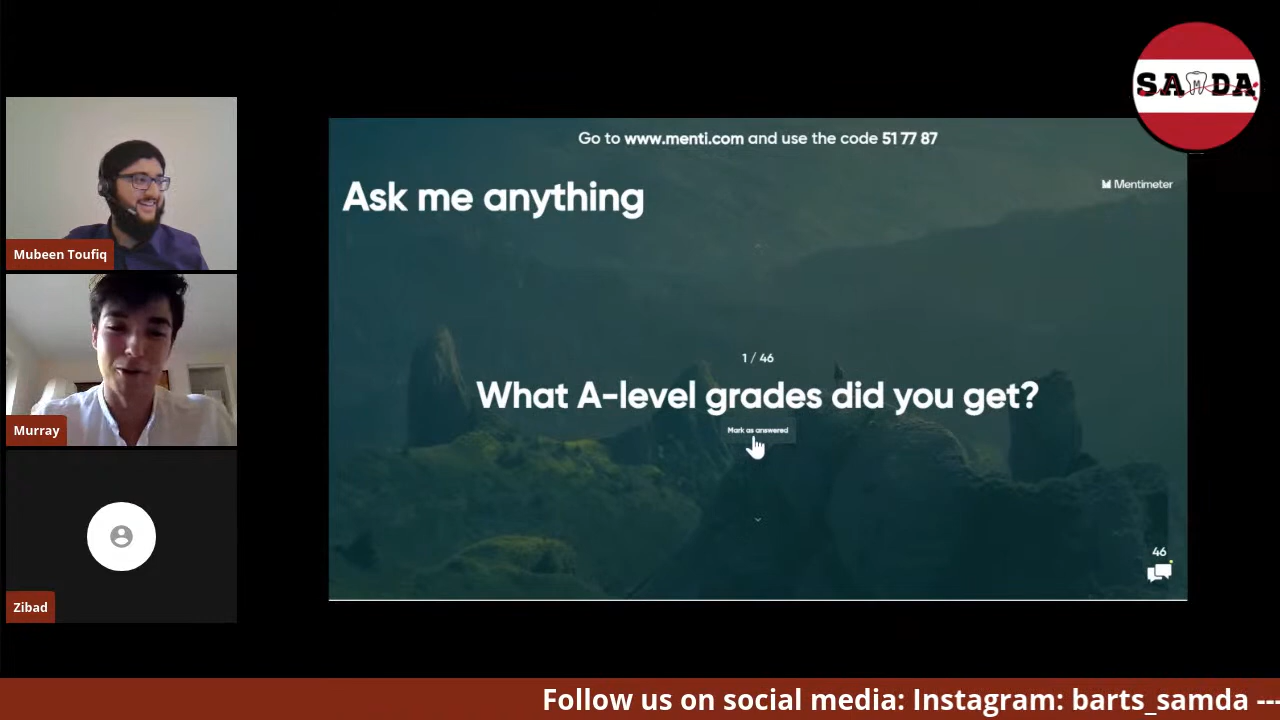 SAMDA
Go to www.menti.com and use the code 51 77 87
Mentimeter
Ask me anything
Mubeen Toufiq
1 / 46
What A-level grades did you get?
Mark as answered
Murray
46
Zibad
Follow us on social media: Instagram: barts_samda ---